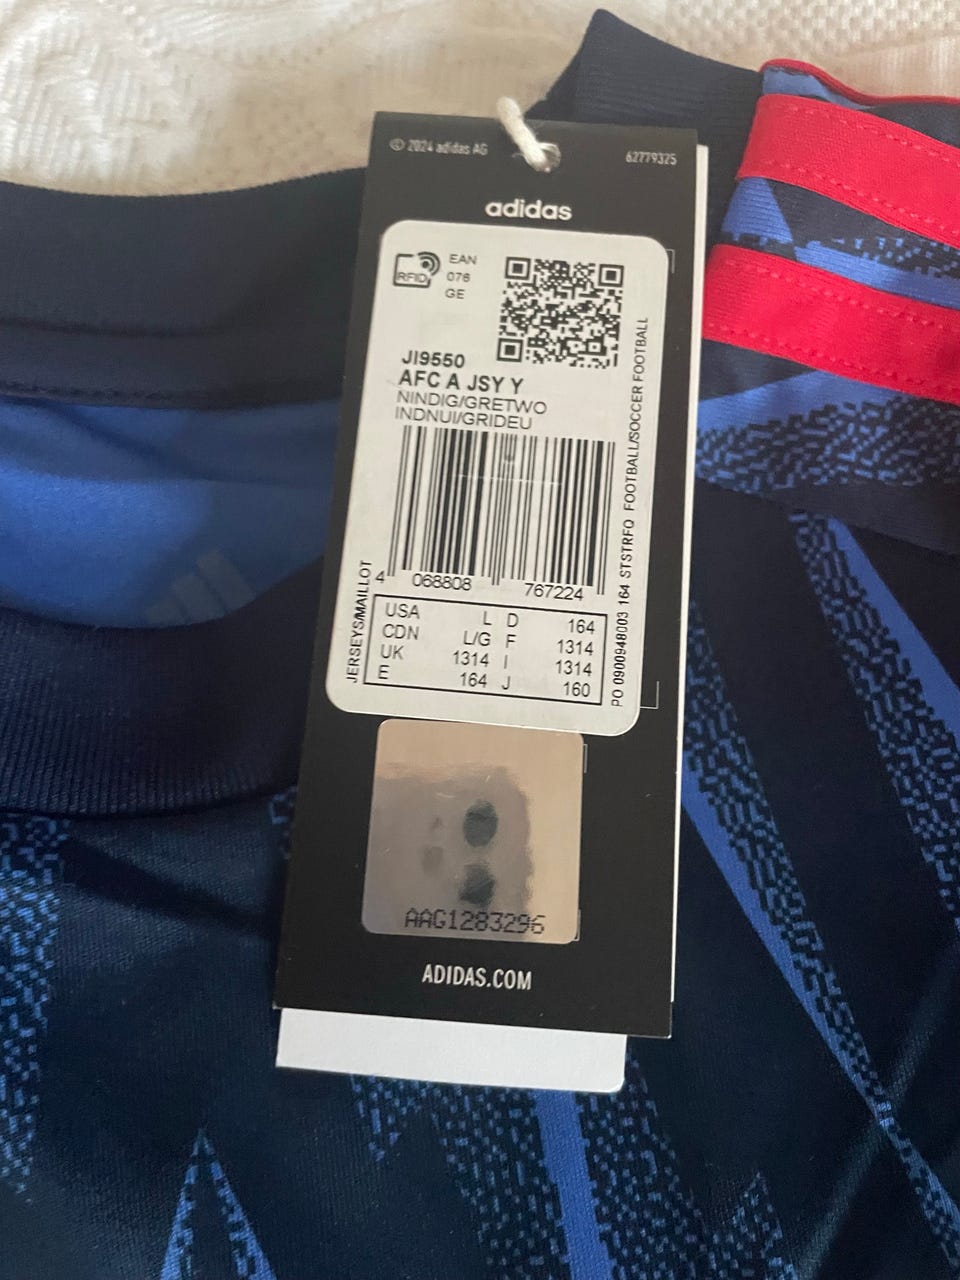 © 2024 adidas AG
62779325
adidas
RFID
EAN
076
GE
JI9550
AFC A JSY Y
NINDIG/GRETWO
INDNUI/GRIDEU
4 068808 767224
JERSEYS/MAILLOT
PO 0900948003 164 STSTRFO FOOTBALL/SOCCER FOOTBALL
USA L D 164
CDN L/G F 1314
UK 1314 I 1314
E 164 J 160
AAG1283296
ADIDAS.COM